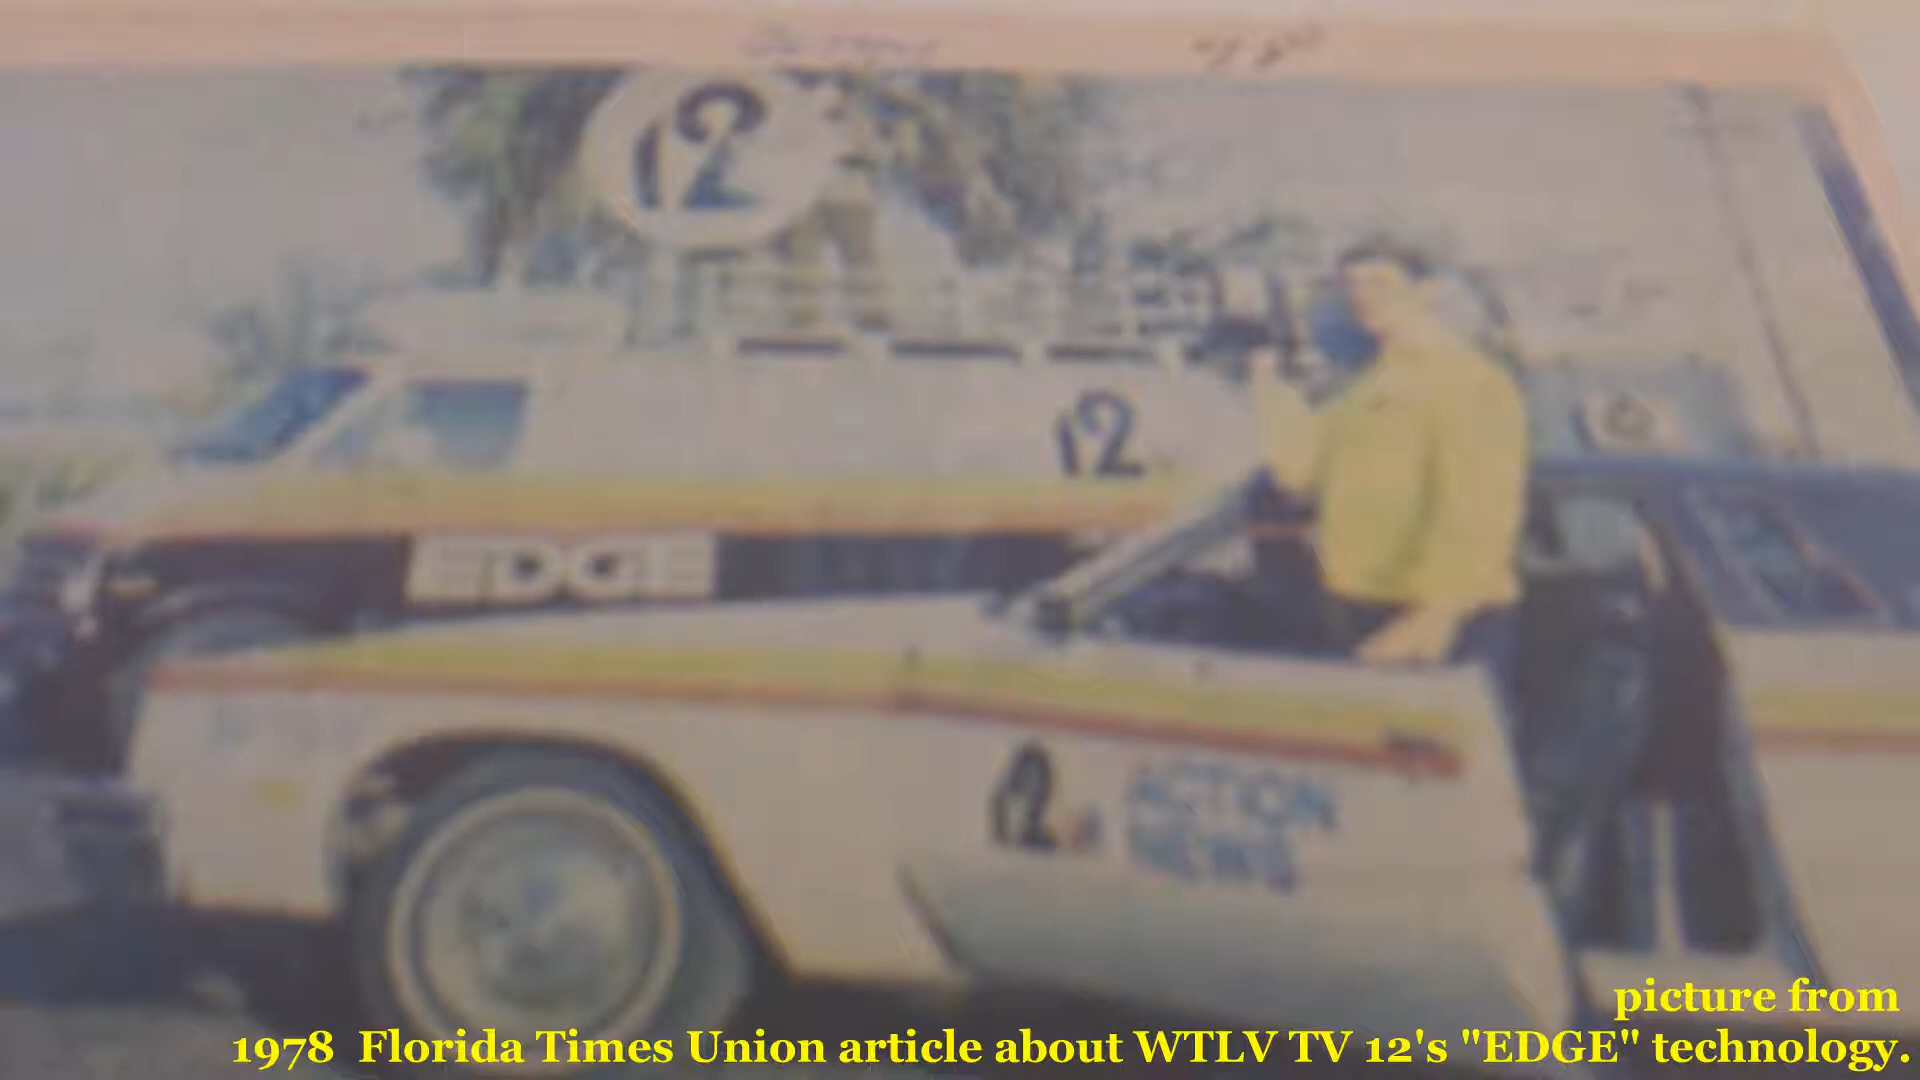 12
12
EDGE
12
ACTION
NEWS
picture from
1978 Florida Times Union article about WTLV TV 12's "EDGE" technology.